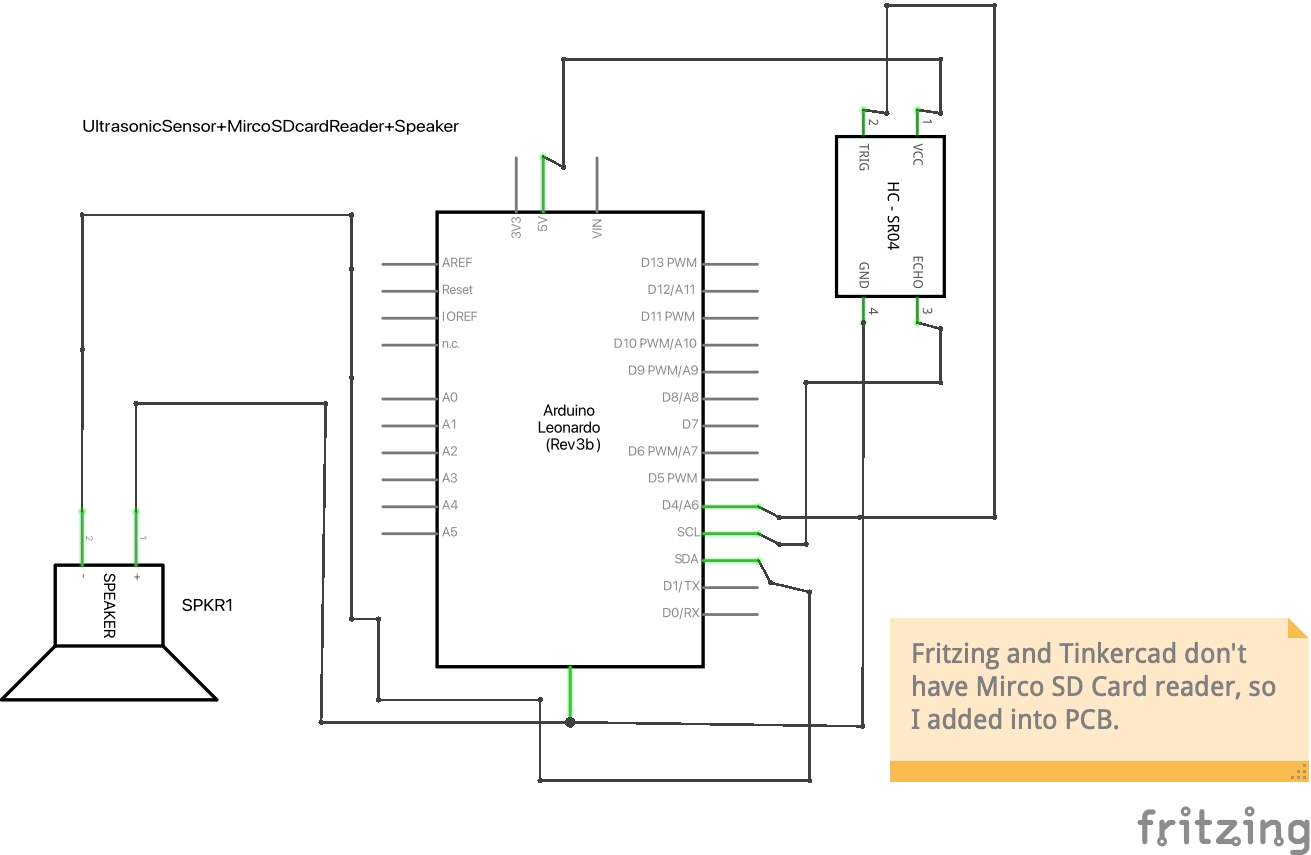 UltrasonicSensor+MircoSDcardReader+Speaker
3V3
5V
VIN
AREF
Reset
IOREF
n.c.
A0
A1
A2
A3
A4
A5
Arduino
Leonardo
(Rev3b)
D13 PWM
D12/A11
D11 PWM
D10 PWM/A10
D9 PWM/A9
D8/A8
D7
D6 PWM/A7
D5 PWM
D4/A6
SCL
SDA
D1/TX
D0/RX
2
1
TRIG
VCC
HC - SR04
GND
ECHO
4
3
2
1
-
+
SPEAKER
SPKR1
Fritzing and Tinkercad don't
have Mirco SD Card reader, so
I added into PCB.
fritzing